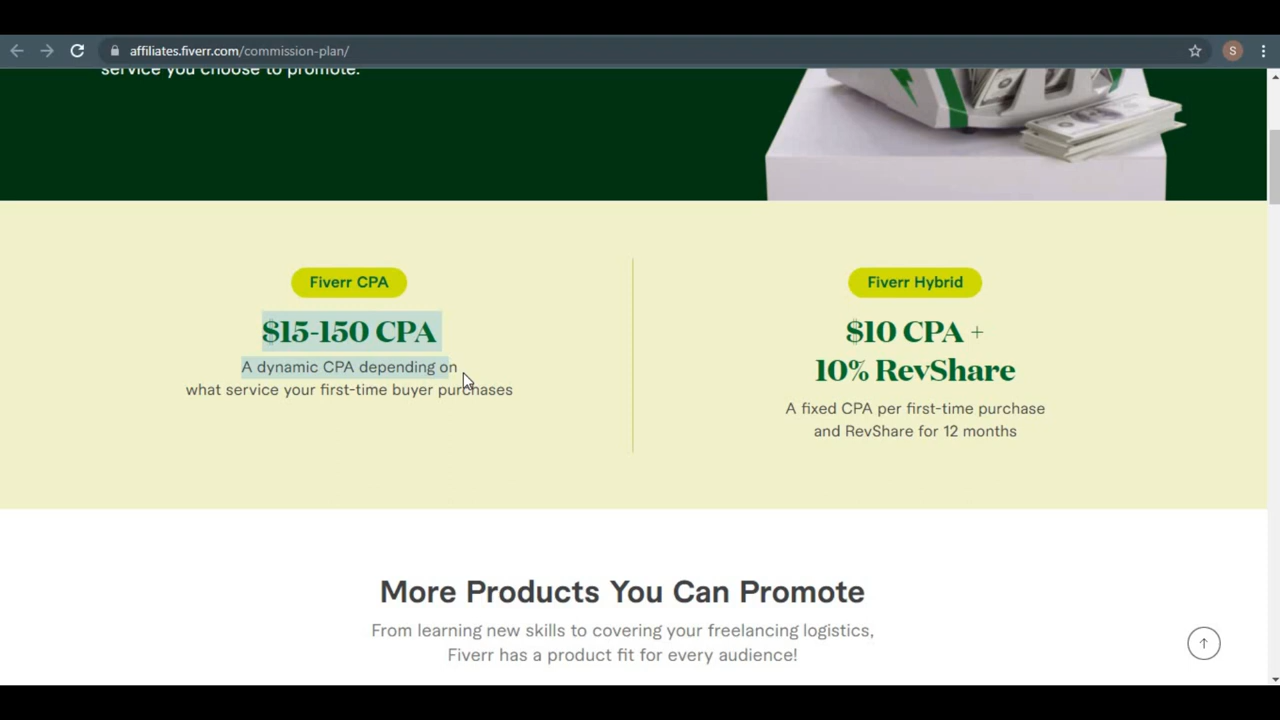 affiliates.fiverr.com/commission-plan/
S
service you choose to promote.
Fiverr CPA
$15-150 CPA
A dynamic CPA depending on
what service your first-time buyer purchases
Fiverr Hybrid
$10 CPA +
10% RevShare
A fixed CPA per first-time purchase
and RevShare for 12 months
More Products You Can Promote
From learning new skills to covering your freelancing logistics,
Fiverr has a product fit for every audience!